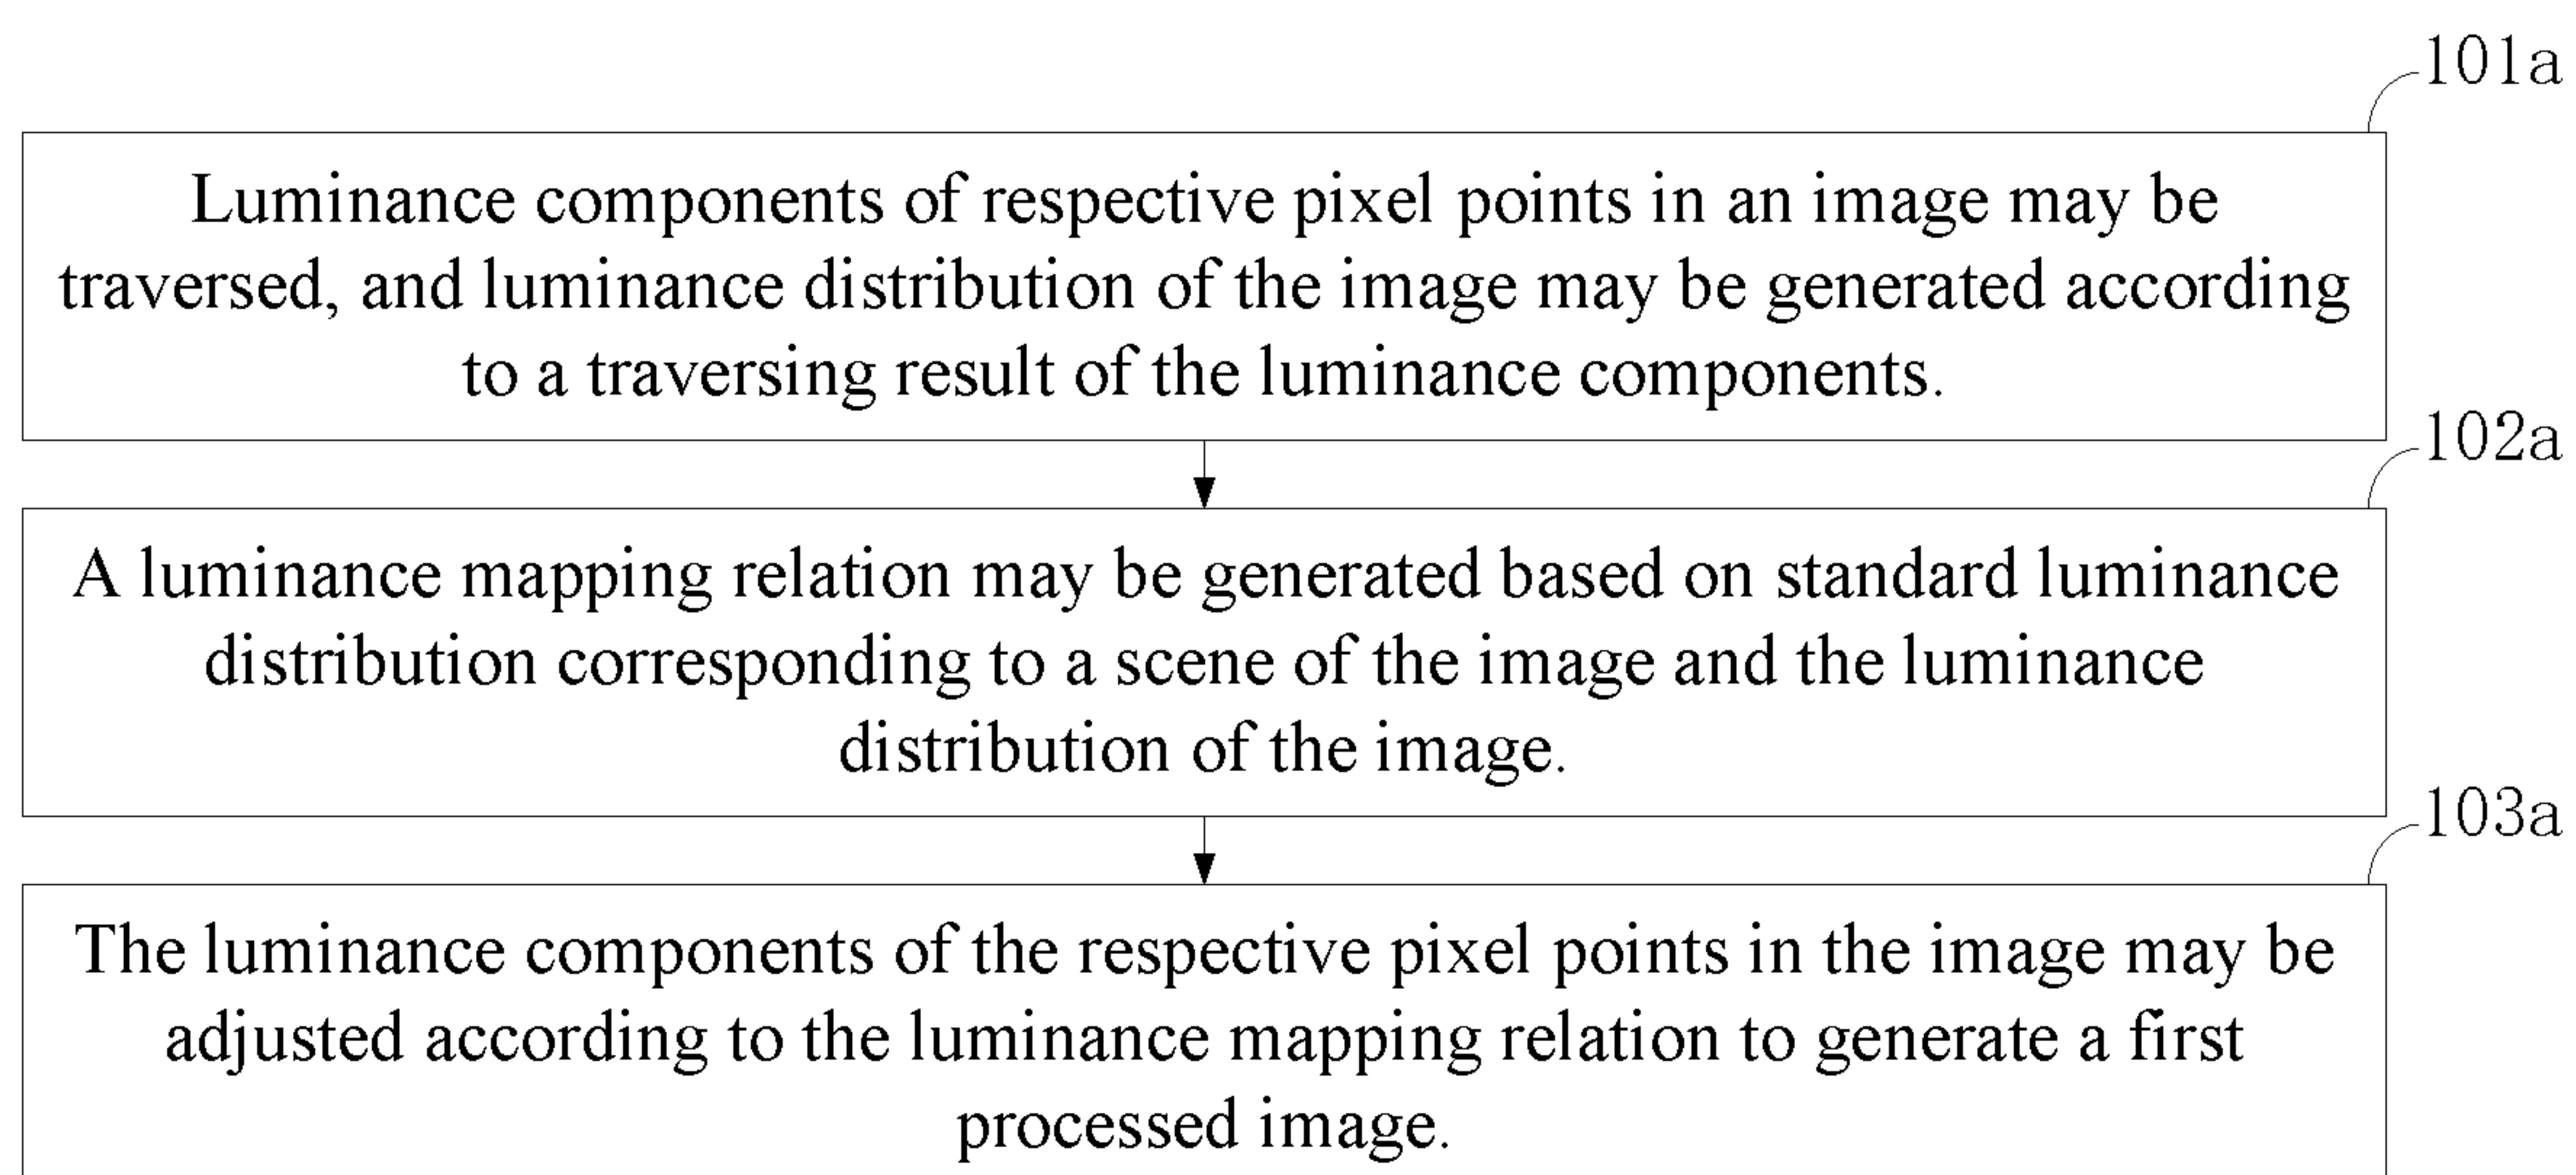 101a
Luminance components of respective pixel points in an image may be
traversed, and luminance distribution of the image may be generated according
to a traversing result of the luminance components.
102a
A luminance mapping relation may be generated based on standard luminance
distribution corresponding to a scene of the image and the luminance
distribution of the image.
103a
The luminance components of the respective pixel points in the image may be
adjusted according to the luminance mapping relation to generate a first
processed image.